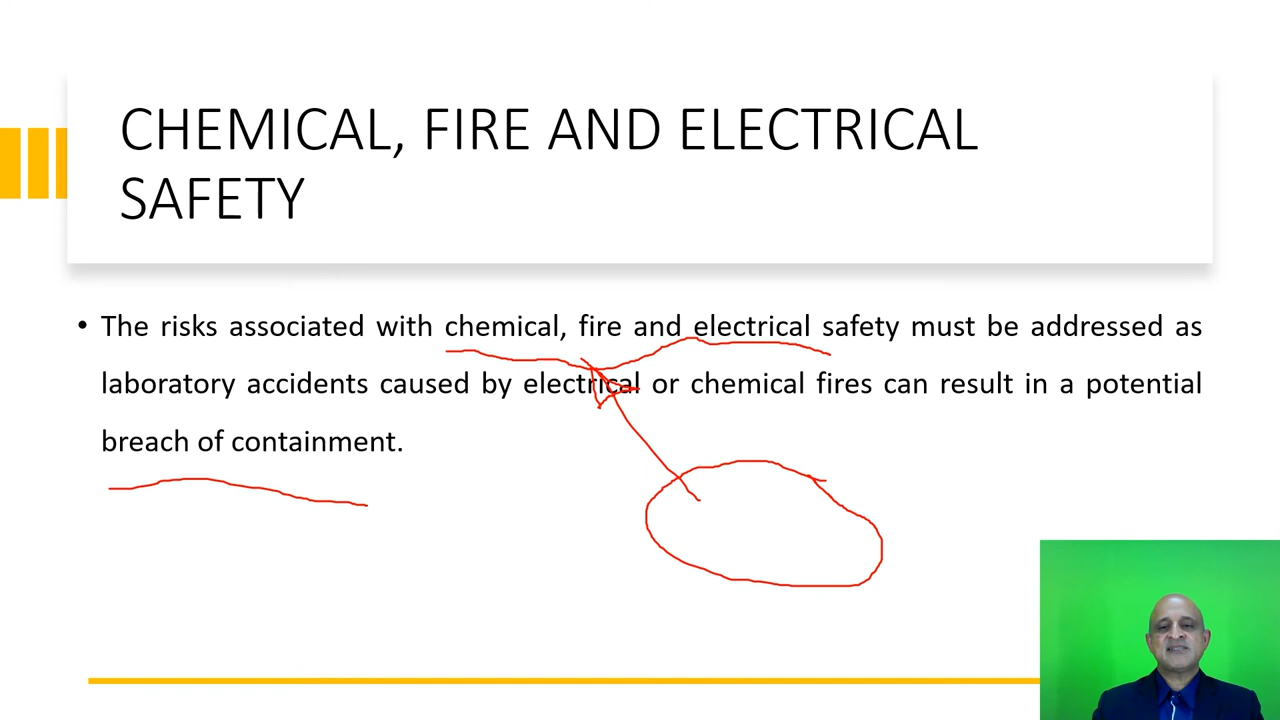 CHEMICAL, FIRE AND ELECTRICAL
SAFETY
• The risks associated with chemical, fire and electrical safety must be addressed as
laboratory accidents caused by electrical or chemical fires can result in a potential
breach of containment.